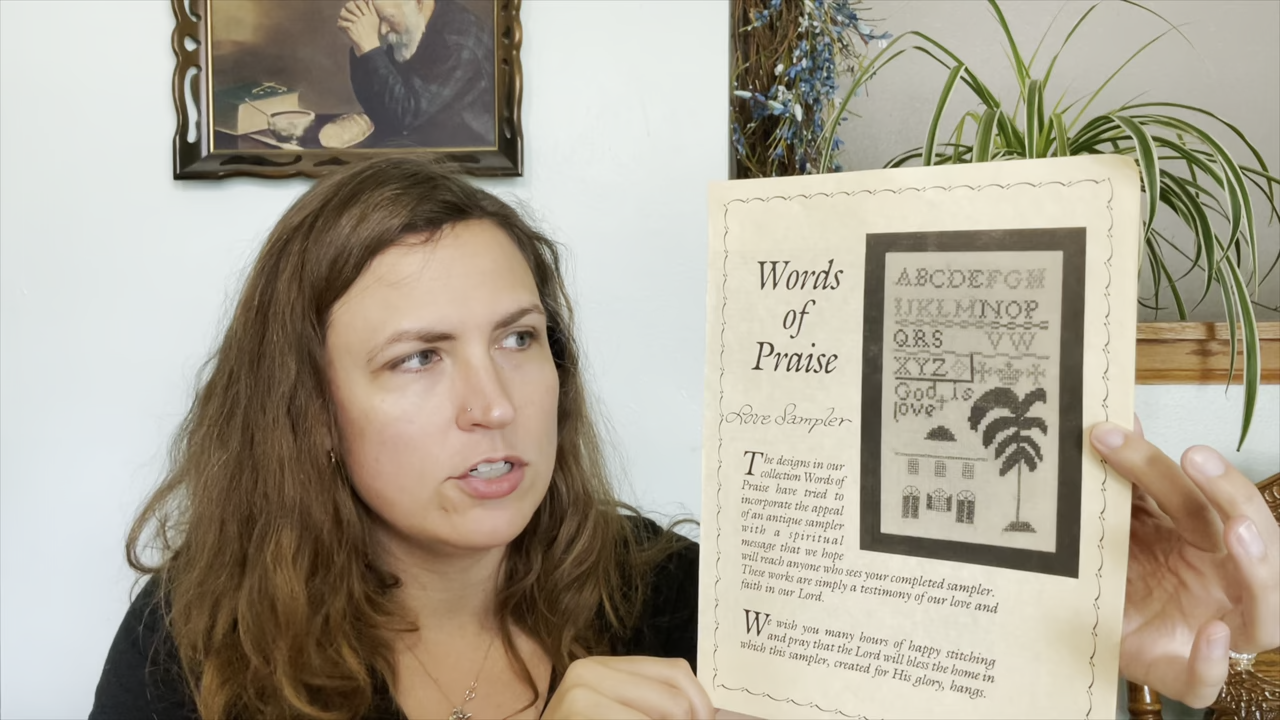 Words
of
Praise
Love Sampler
The designs in our
collection Words of
Praise have tried to
incorporate the appeal
of an antique sampler
with a spiritual
message that we hope
will reach anyone who sees your completed sampler.
These works are simply a testimony of our love and
faith in our Lord.
We wish you many hours of happy stitching
and pray that the Lord will bless the home in
which this sampler, created for His glory, hangs.
ABCDEFGH
IJKLMNOP
QRS VW
XYZ
God is
love